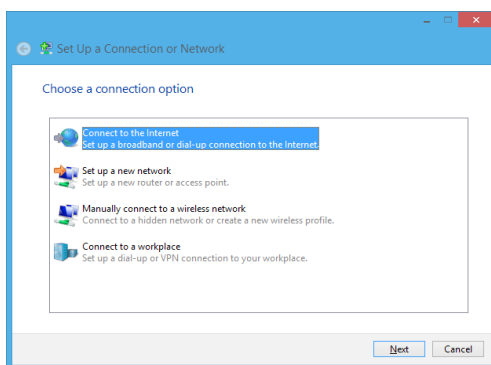 Set Up a Connection or Network
Choose a connection option
Connect to the Internet
Set up a broadband or dial-up connection to the Internet.
Set up a new network
Set up a new router or access point.
Manually connect to a wireless network
Connect to a hidden network or create a new wireless profile.
Connect to a workplace
Set up a dial-up or VPN connection to your workplace.
Next Cancel